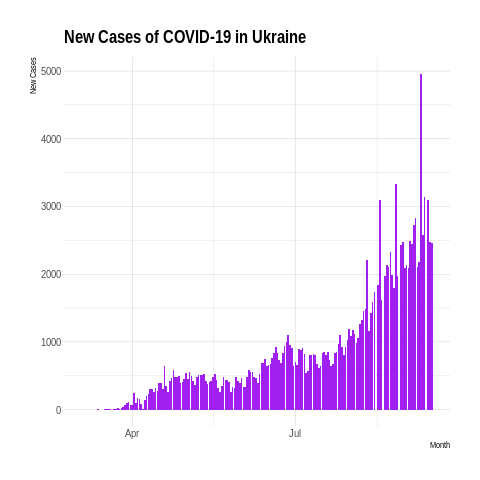 New Cases of COVID-19 in Ukraine
New Cases
5000
4000
3000
2000
1000
0
Apr
Jul
Month